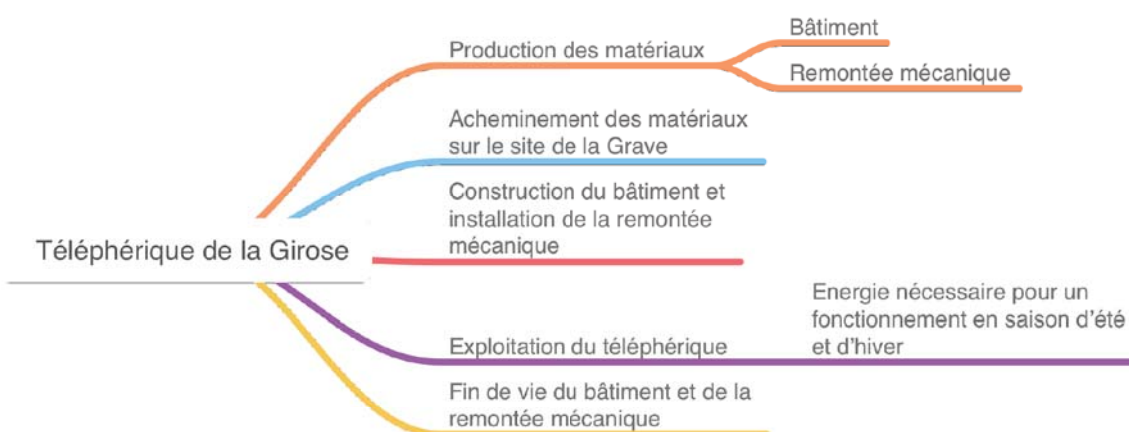 Bâtiment
Production des matériaux
Remontée mécanique
Acheminement des matériaux
sur le site de la Grave
Construction du bâtiment et
installation de la remontée
mécanique
Téléphérique de la Girose
Energie nécessaire pour un
fonctionnement en saison d'été
et d'hiver
Exploitation du téléphérique
Fin de vie du bâtiment et de la
remontée mécanique